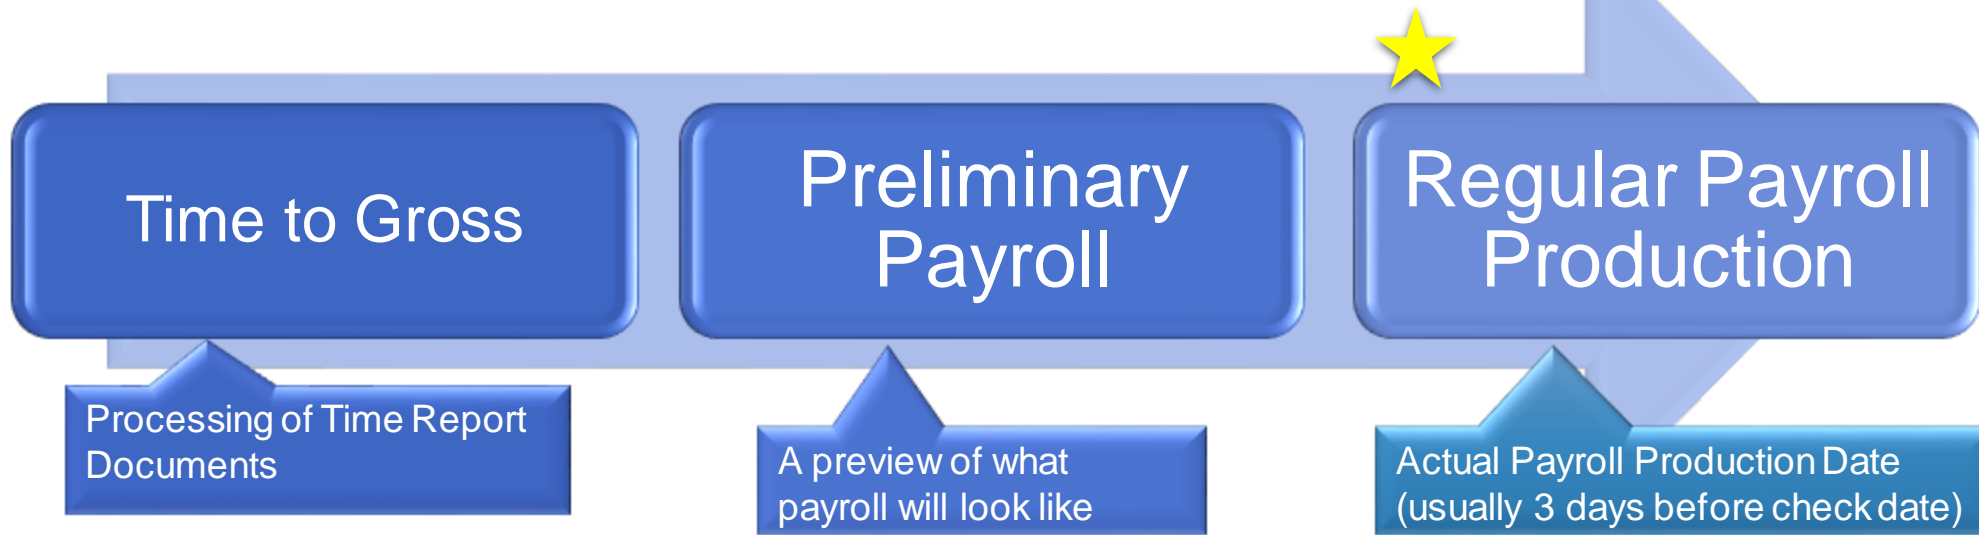 Time to Gross
Preliminary
Payroll
Regular Payroll
Production
Processing of Time Report
Documents
A preview of what
payroll will look like
Actual Payroll Production Date
(usually 3 days before check date)